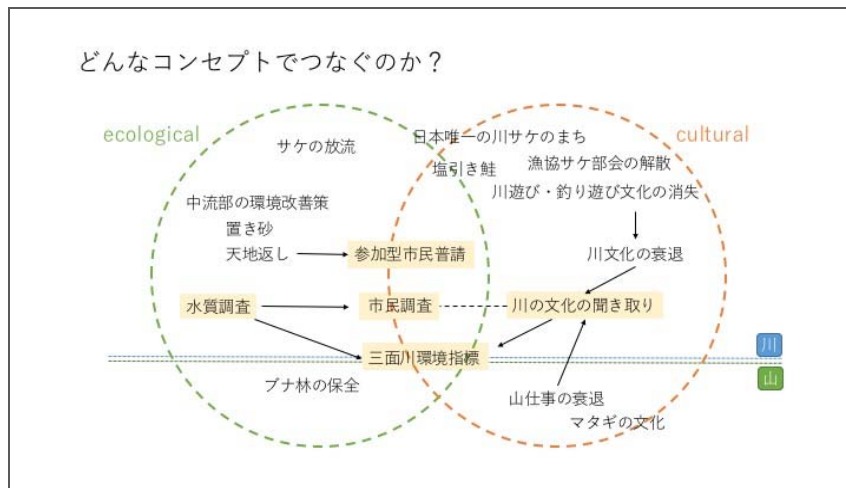 どんなコンセプトでつなぐのか？
ecological
cultural
サケの放流
日本唯一の川サケのまち
塩引き鮭
漁協サケ部会の解散
川遊び・釣り遊び文化の消失
中流部の環境改善策
置き砂
天地返し
参加型市民普請
川文化の衰退
水質調査
市民調査
川の文化の聞き取り
三面川環境指標
川
山
ブナ林の保全
山仕事の衰退
マタギの文化